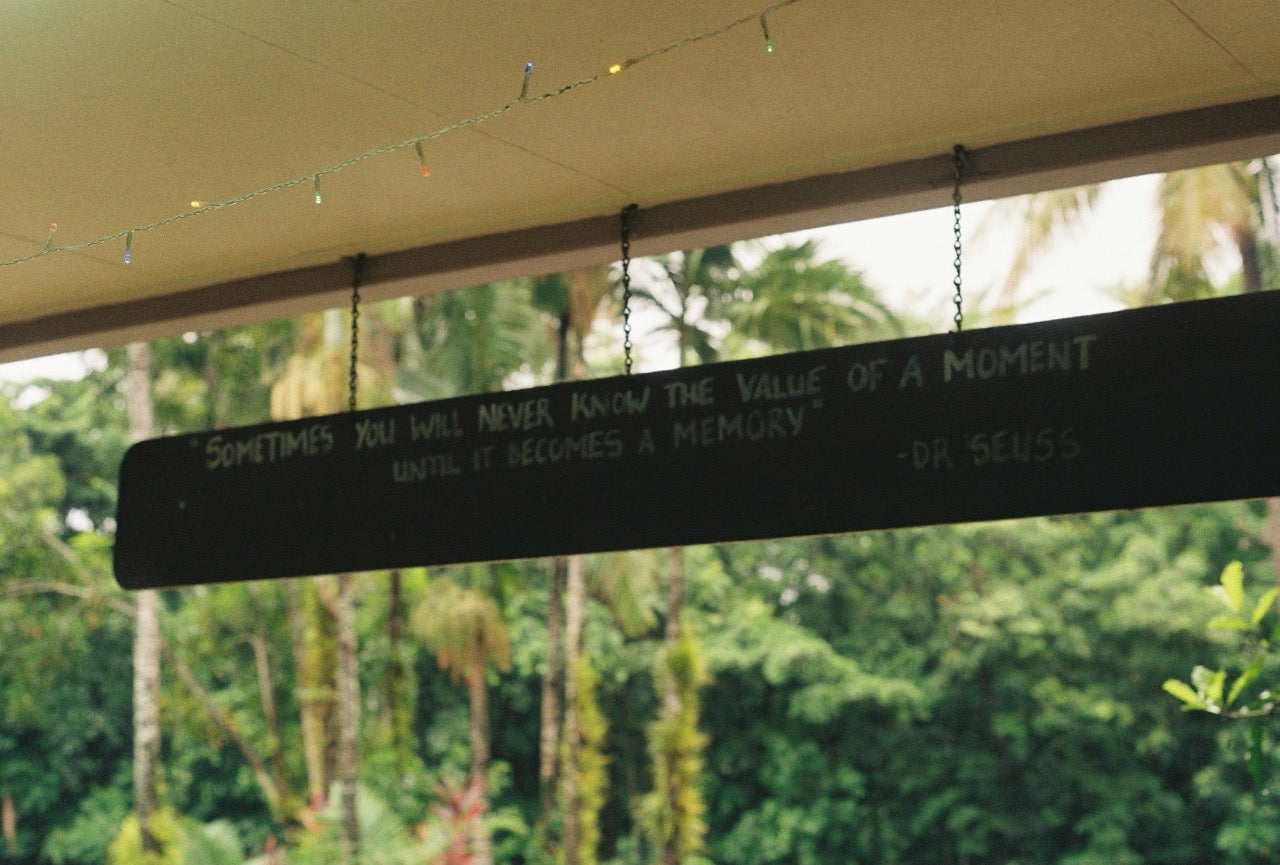 "SOMETIMES YOU WILL NEVER KNOW THE VALUE OF A MOMENT
UNTIL IT BECOMES A MEMORY"
-DR SEUSS